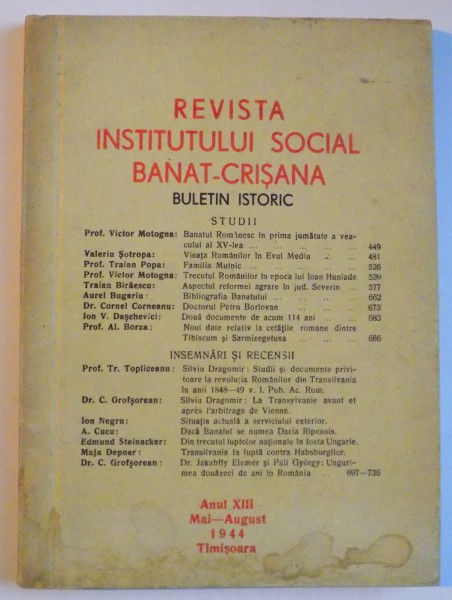 REVISTA
INSTITUTULUI SOCIAL
BANAT-CRIȘANA
BULETIN ISTORIC
STUDII
Prof. Victor Motogna: Banatul Românesc în prima jumătate a vea-
cului al XV-lea ... ... ... ... ... 449
Valeriu Șotropa: Vieața Românilor în Evul Mediu ... ... 481
Prof. Traian Popa: Familia Mutnic ... ... ... ... ... 526
Prof. Victor Motogna: Trecutul Românilor în epoca lui Ioan Huniade 539
Traian Birăescu: Aspectul reformei agrare în jud. Severin ... 577
Aurel Bugariu: Bibliografia Banatului ... ... ... ... 662
Dr. Cornel Corneanu: Doctorul Petru Borlovan ... ... ... 673
Ion V. Dașchevici: Două documente de acum 114 ani ... ... 683
Prof. Al. Borza: Noui date relativ la cetățile romane dintre
Tibiscum și Sarmizegetusa ... ... ... 686
INSEMNĂRI ȘI RECENSII
Prof. Tr. Topliceanu: Silviu Dragomir: Studii și documente privi-
toare la revoluția Românilor din Transilvania
în anii 1848—49 v. I. Pub. Ac. Rom.
Dr. C. Grofșorean: Silviu Dragomir: La Transylvanie avant et
après l'arbitrage de Vienne.
Ion Negru: Situația actuală a serviciului exterior.
A. Cucu: Dacă Banatul se numea Dacia Ripensis.
Edmund Steinacker: Din trecutul luptelor naționale în fosta Ungarie.
Maja Depner: Transilvania în luptă contra Habsburgilor.
Dr. C. Grofșorean: Dr. Jakabffy Elemér și Páll György: Unguri-
mea douăzeci de ani în România ... 697—736
Anul XIII
Mai—August
1944
Timișoara